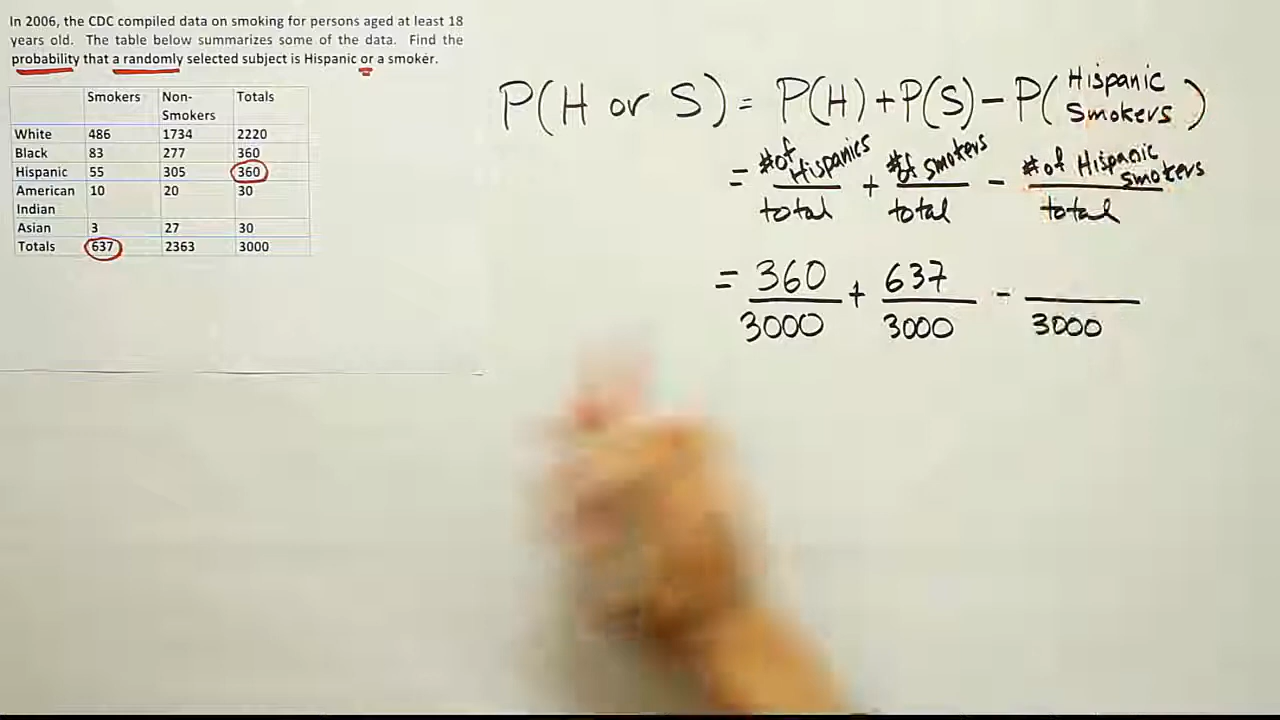 In 2006, the CDC compiled data on smoking for persons aged at least 18
years old. The table below summarizes some of the data. Find the
probability that a randomly selected subject is Hispanic or a smoker.
Smokers Non- Totals
Smokers
White 486 1734 2220
Black 83 277 360
Hispanic 55 305 360
American 10 20 30
Indian
Asian 3 27 30
Totals 637 2363 3000
P(H or S) = P(H) + P(S) - P(Hispanic Smokers)
= # of Hispanics / total + # of smokers / total - # of Hispanic smokers / total
= 360 / 3000 + 637 / 3000 - / 3000